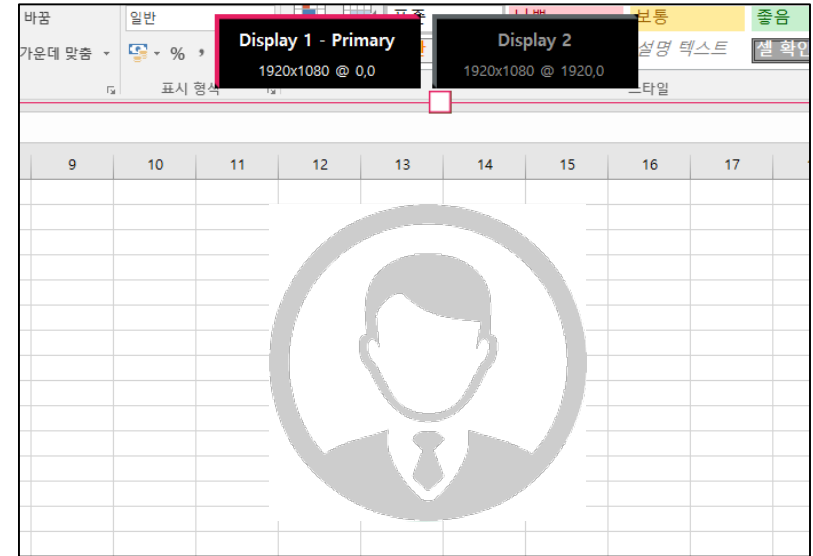 바꿈
일반
표준
보통
좋음
Display 1 - Primary
1920x1080 @ 0,0
Display 2
1920x1080 @ 1920,0
가운데 맞춤
%
,
설명 텍스트
셀 확인
표시 형식
스타일
9 10 11 12 13 14 15 16 17